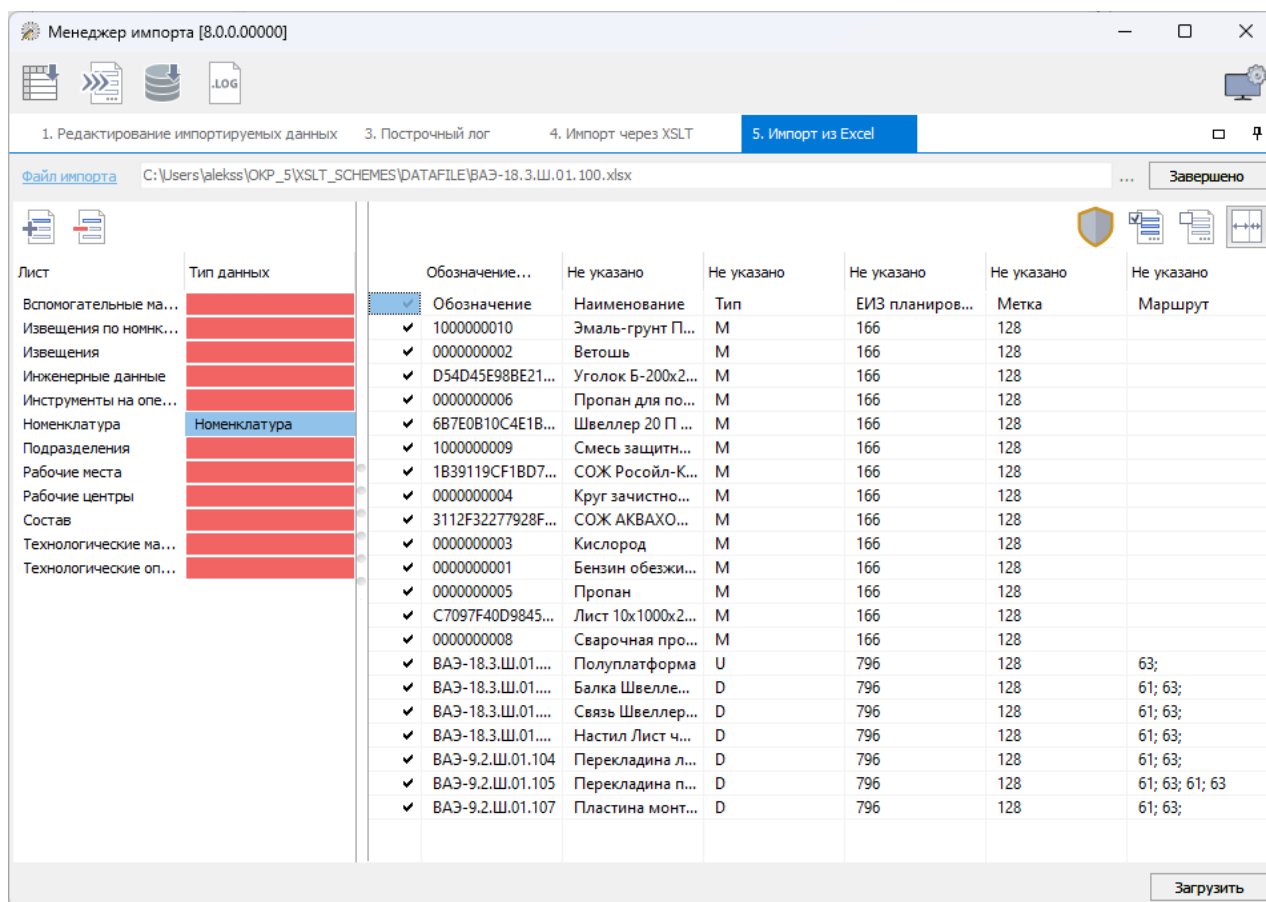 Менеджер импорта [8.0.0.00000]
.LOG
1. Редактирование импортируемых данных 3. Построчный лог 4. Импорт через XSLT 5. Импорт из Excel
Файл импорта C:\Users\alekss\OKP_5\XSLT_SCHEMES\DATAFILE\ВАЭ-18.3.Ш.01.100.xlsx ... Завершено
Лист Тип данных Обозначение... Не указано Не указано Не указано Не указано Не указано
Вспомогательные ма... Обозначение Наименование Тип ЕИЗ планиров... Метка Маршрут
Извещения по номнк... 1000000010 Эмаль-грунт П... М 166 128
Извещения 0000000002 Ветошь М 166 128
Инженерные данные D54D45E98BE21... Уголок Б-200х2... М 166 128
Инструменты на опе... 0000000006 Пропан для по... М 166 128
Номенклатура Номенклатура 6B7E0B10C4E1B... Швеллер 20 П ... М 166 128
Подразделения 1000000009 Смесь защитн... М 166 128
Рабочие места 1B39119CF1BD7... СОЖ Росойл-К... М 166 128
Рабочие центры 0000000004 Круг зачистно... М 166 128
Состав 3112F32277928F... СОЖ АКВАХО... М 166 128
Технологические ма... 0000000003 Кислород М 166 128
Технологические оп... 0000000001 Бензин обезжи... М 166 128
0000000005 Пропан М 166 128
C7097F40D9845... Лист 10х1000х2... М 166 128
0000000008 Сварочная про... М 166 128
ВАЭ-18.3.Ш.01.... Полуплатформа U 796 128 63;
ВАЭ-18.3.Ш.01.... Балка Швелле... D 796 128 61; 63;
ВАЭ-18.3.Ш.01.... Связь Швеллер... D 796 128 61; 63;
ВАЭ-18.3.Ш.01.... Настил Лист ч... D 796 128 61; 63;
ВАЭ-9.2.Ш.01.104 Перекладина л... D 796 128 61; 63;
ВАЭ-9.2.Ш.01.105 Перекладина п... D 796 128 61; 63; 61; 63
ВАЭ-9.2.Ш.01.107 Пластина монт... D 796 128 61; 63;
Загрузить